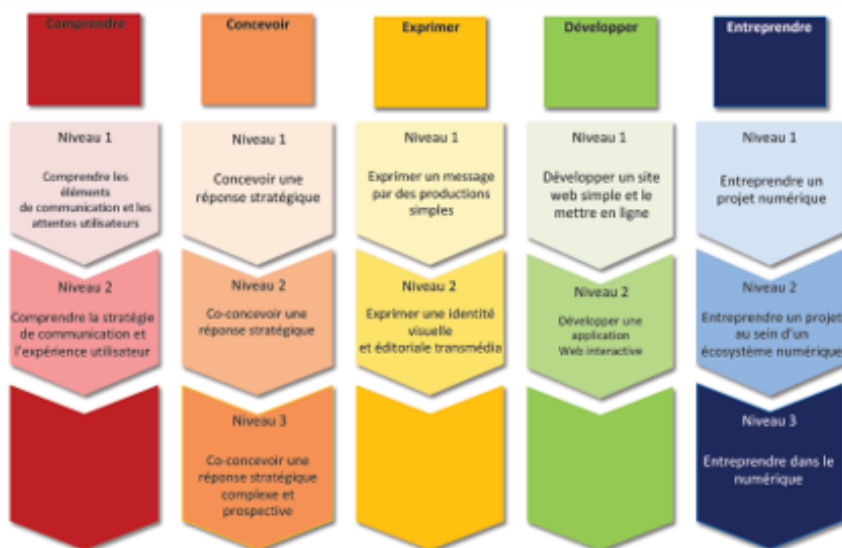 Comprendre
Concevoir
Exprimer
Développer
Entreprendre
Niveau 1
Comprendre les
éléments
de communication et les
attentes utilisateurs
Niveau 1
Concevoir une
réponse stratégique
Niveau 1
Exprimer un message
par des productions
simples
Niveau 1
Développer un site
web simple et le
mettre en ligne
Niveau 1
Entreprendre un
projet numérique
Niveau 2
Comprendre la stratégie
de communication et
l'expérience utilisateur
Niveau 2
Co-concevoir une
réponse stratégique
Niveau 2
Exprimer une identité
visuelle
et éditoriale transmédia
Niveau 2
Développer une
application
Web interactive
Niveau 2
Entreprendre un projet
au sein d'un
écosystème numérique
Niveau 3
Co-concevoir une
réponse stratégique
complexe et
prospective
Niveau 3
Entreprendre dans le
numérique